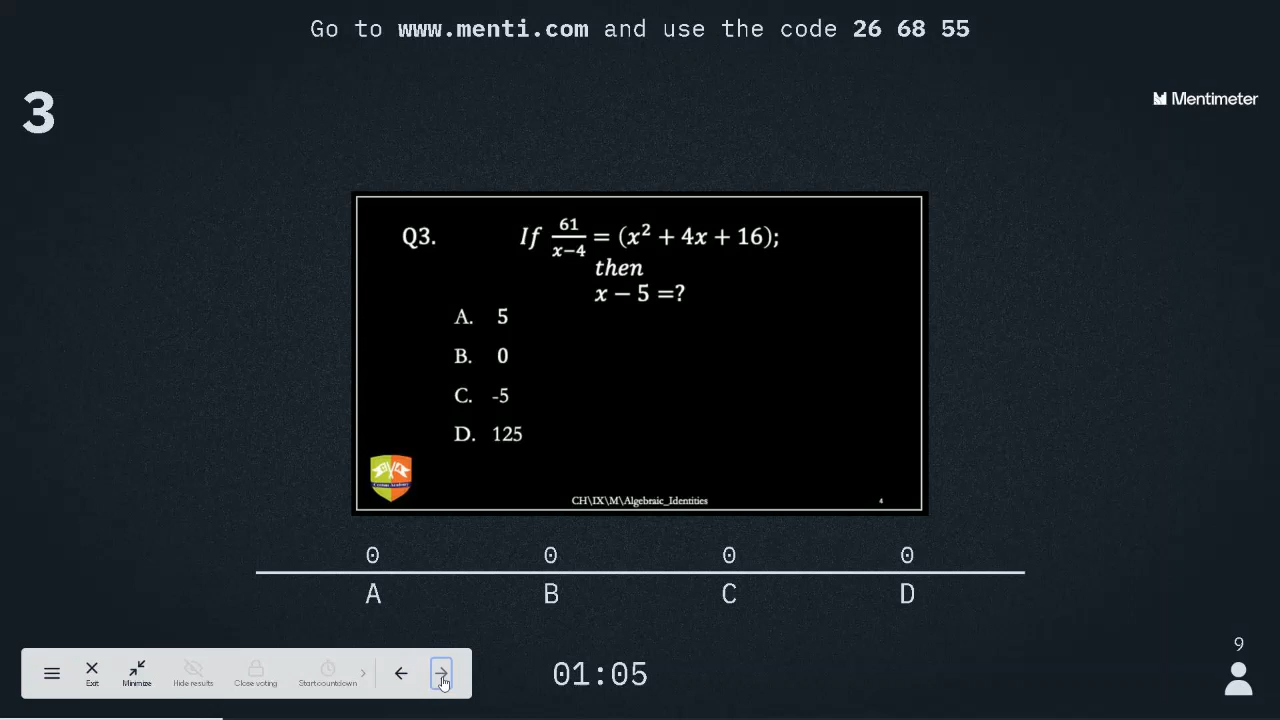 Go to www.menti.com and use the code 26 68 55
3
Mentimeter
Q3. If 61/(x−4) = (x² + 4x + 16);
then
x − 5 =?
A. 5
B. 0
C. -5
D. 125
CH\IX\M\Algebraic_Identities 4
0 0 0 0
A B C D
Exit Minimize Hide results Close voting Start countdown
01:05
9